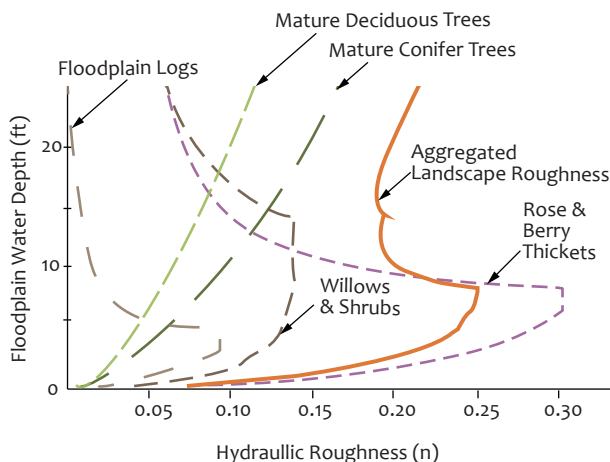 Mature Deciduous Trees
Mature Conifer Trees
Floodplain Logs
Aggregated
Landscape Roughness
Rose &
Berry
Thickets
Willows
& Shrubs
Floodplain Water Depth (ft)
20
10
0
0.05
0.10
0.15
0.20
0.25
0.30
Hydraullic Roughness (n)